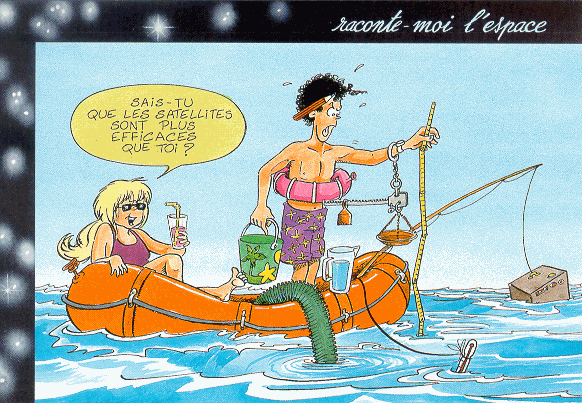 raconte-moi l'espace
SAIS-TU
QUE LES SATELLITES
SONT PLUS
EFFICACES
QUE TOI?